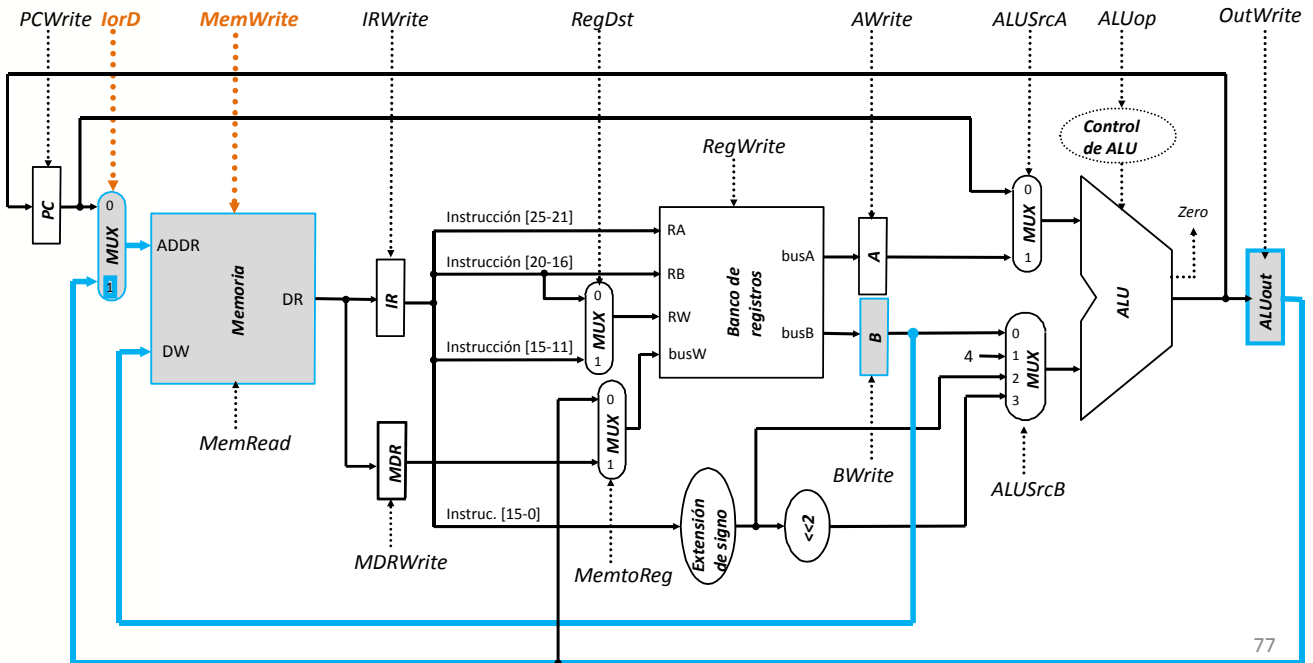 PCWrite
IorD
MemWrite
IRWrite
RegDst
AWrite
ALUSrcA
ALUop
OutWrite
Control
de ALU
RegWrite
PC
0
MUX
1
ADDR
DW
Memoria
DR
MemRead
IR
Instrucción [25-21]
Instrucción [20-16]
Instrucción [15-11]
0
MUX
1
RA
RB
RW
busW
Banco de
registros
busA
busB
A
B
BWrite
0
MUX
1
4
0
1
2
3
MUX
ALUSrcB
ALU
Zero
ALUout
MDR
MDRWrite
0
MUX
1
MemtoReg
Instruc. [15-0]
Extensión
de signo
<<2
77